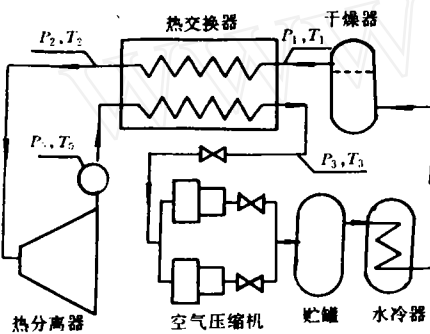 热交换器
干燥器
P₂,T₂
P₁,T₁
P₃,T₃
热分离器
空气压缩机
贮罐
水冷器